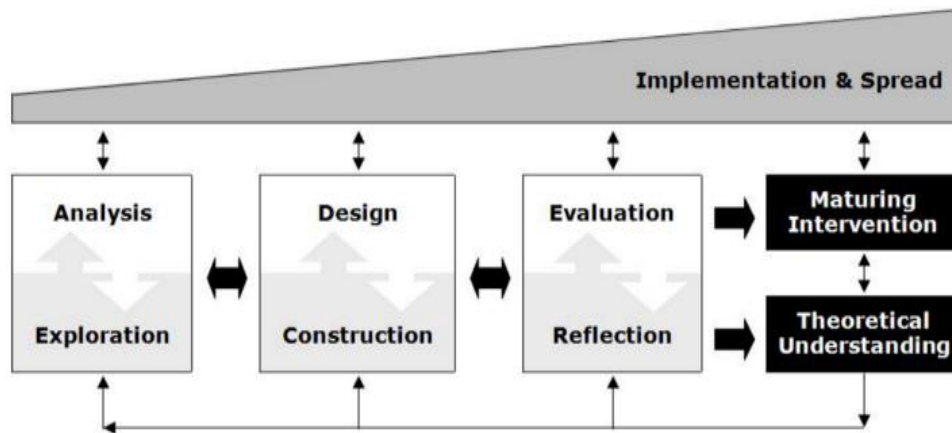 Implementation & Spread
Analysis
Exploration
Design
Construction
Evaluation
Reflection
Maturing
Intervention
Theoretical
Understanding